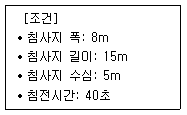 [조건]
• 침사지 폭: 8m
• 침사지 길이: 15m
• 침사지 수심: 5m
• 침전시간: 40초